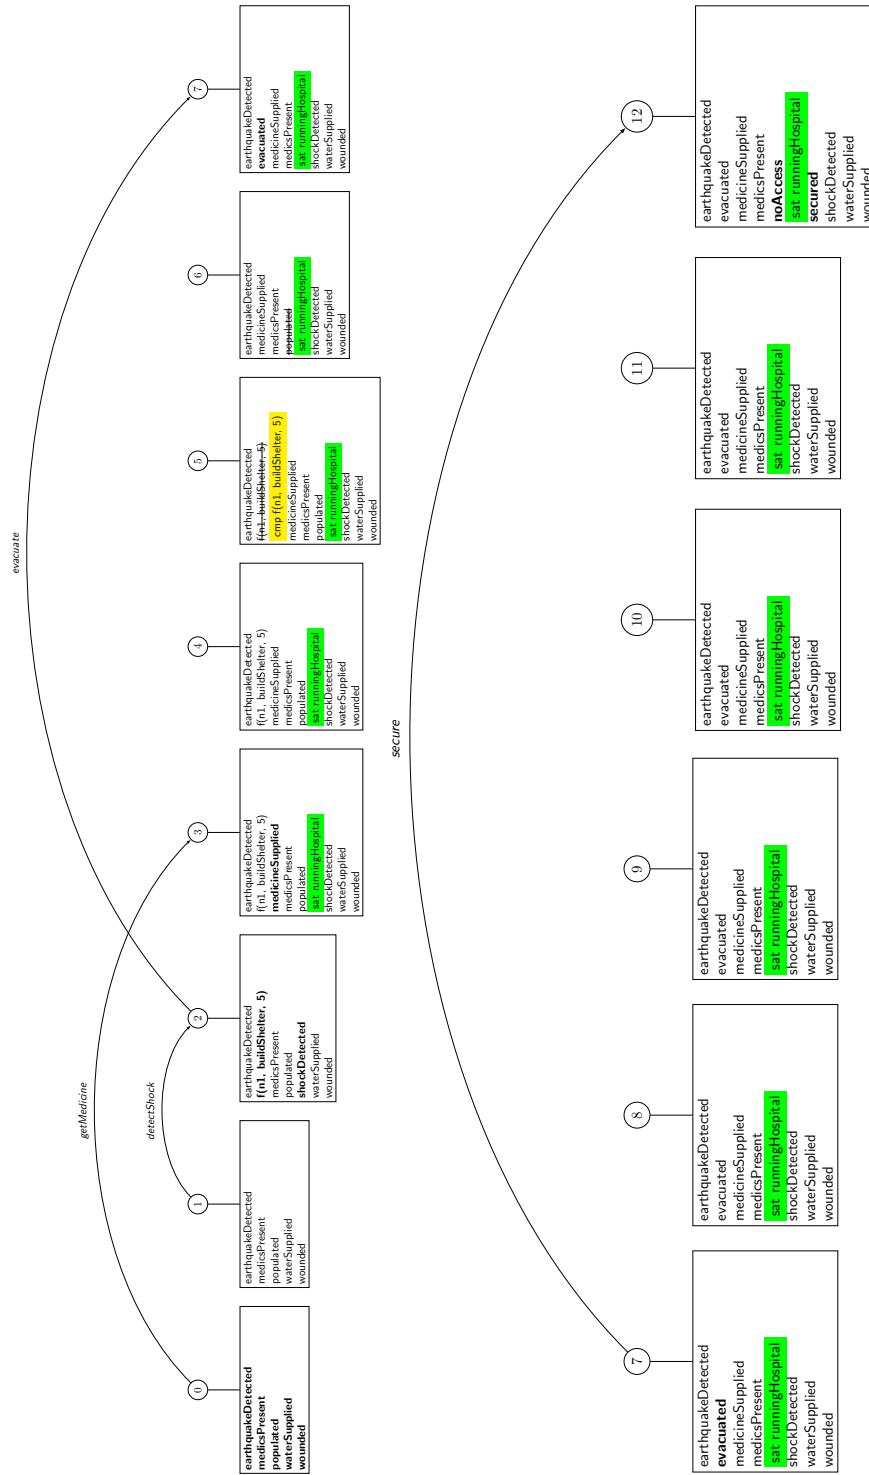 evacuate
getMedicine
detectShock
0
earthquakeDetected
medicsPresent
populated
waterSupplied
wounded
1
earthquakeDetected
medicsPresent
populated
waterSupplied
wounded
2
earthquakeDetected
f(n1, buildShelter, 5)
medicsPresent
populated
shockDetected
waterSupplied
wounded
3
earthquakeDetected
f(n1, buildShelter, 5)
medicineSupplied
medicsPresent
populated
sat runningHospital
shockDetected
waterSupplied
wounded
4
earthquakeDetected
f(n1, buildShelter, 5)
medicineSupplied
medicsPresent
populated
sat runningHospital
shockDetected
waterSupplied
wounded
5
earthquakeDetected
f(n1, buildShelter, 5)
cmp f(n1, buildShelter, 5)
medicineSupplied
medicsPresent
populated
sat runningHospital
shockDetected
waterSupplied
wounded
6
earthquakeDetected
medicineSupplied
medicsPresent
populated
sat runningHospital
shockDetected
waterSupplied
wounded
7
earthquakeDetected
evacuated
medicineSupplied
medicsPresent
sat runningHospital
shockDetected
waterSupplied
wounded
secure
7
earthquakeDetected
evacuated
medicineSupplied
medicsPresent
sat runningHospital
shockDetected
waterSupplied
wounded
8
earthquakeDetected
evacuated
medicineSupplied
medicsPresent
sat runningHospital
shockDetected
waterSupplied
wounded
9
earthquakeDetected
evacuated
medicineSupplied
medicsPresent
sat runningHospital
shockDetected
waterSupplied
wounded
10
earthquakeDetected
evacuated
medicineSupplied
medicsPresent
sat runningHospital
shockDetected
waterSupplied
wounded
11
earthquakeDetected
evacuated
medicineSupplied
medicsPresent
sat runningHospital
shockDetected
waterSupplied
wounded
12
earthquakeDetected
evacuated
medicineSupplied
medicsPresent
noAccess
sat runningHospital
secured
shockDetected
waterSupplied
wounded